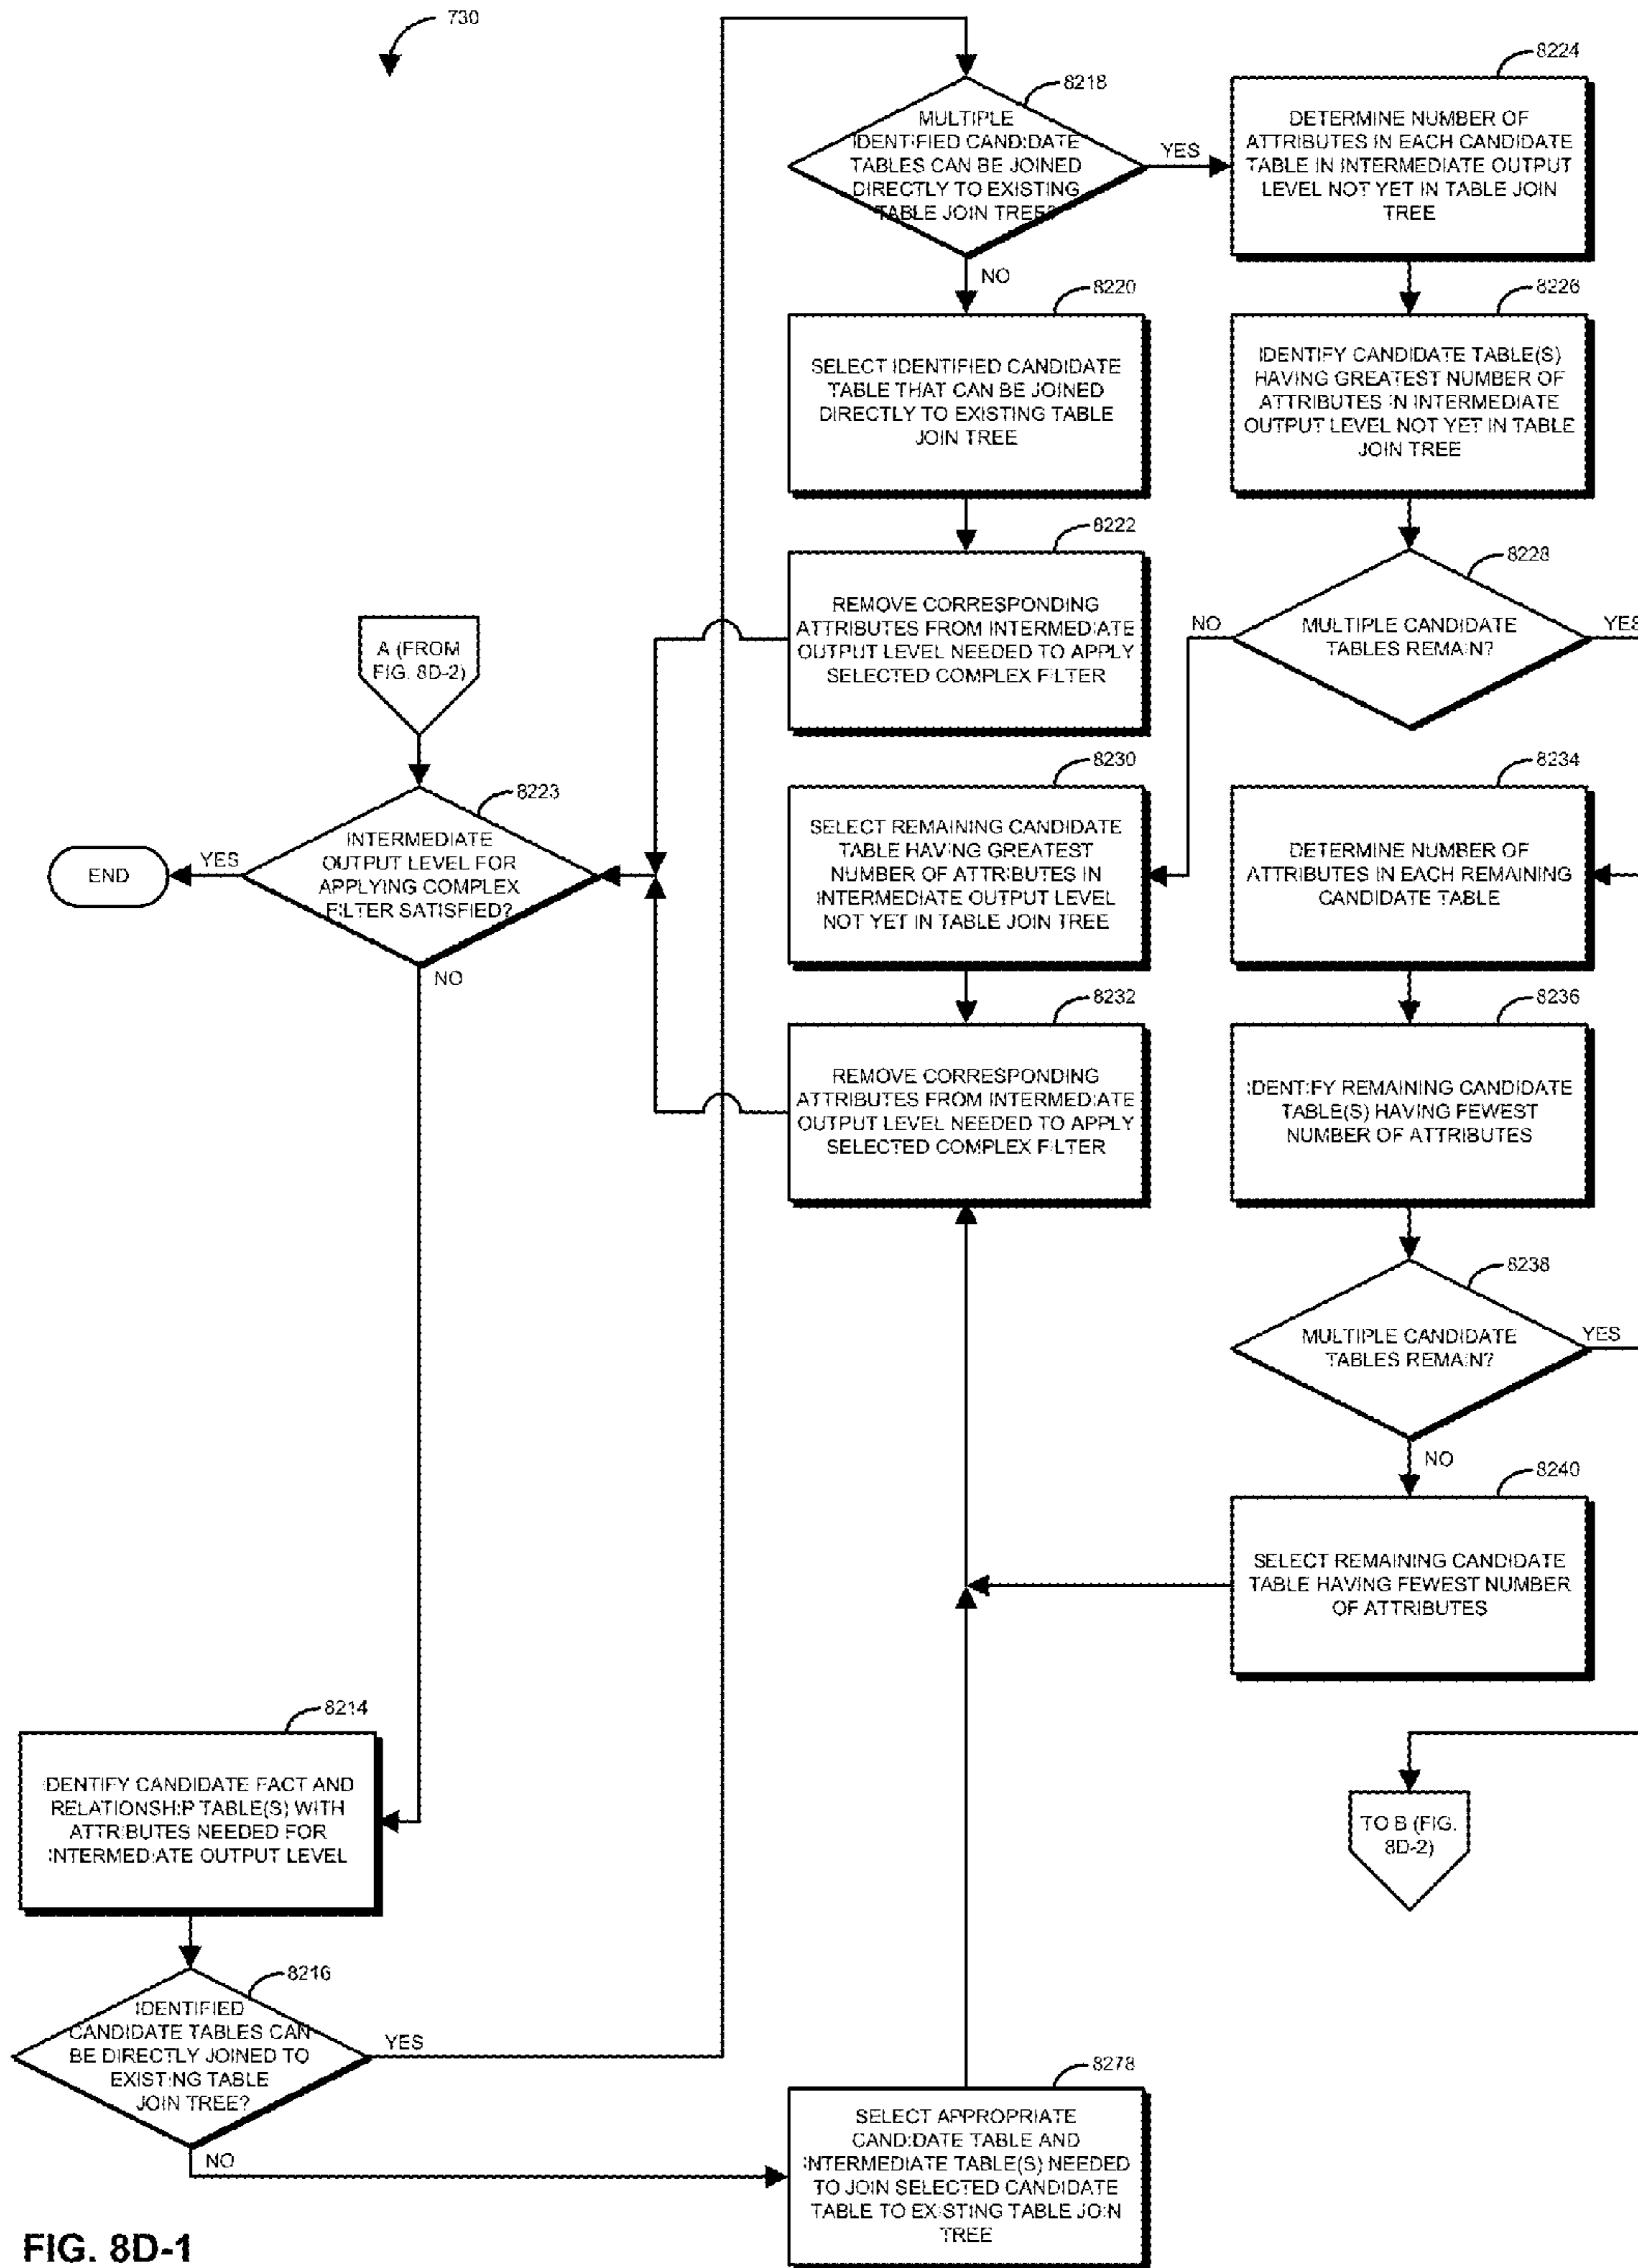 730
8218
MULTIPLE
IDENTIFIED CANDIDATE
TABLES CAN BE JOINED
DIRECTLY TO EXISTING
TABLE JOIN TREE?
YES
NO
8224
DETERMINE NUMBER OF
ATTRIBUTES IN EACH CANDIDATE
TABLE IN INTERMEDIATE OUTPUT
LEVEL NOT YET IN TABLE JOIN
TREE
8220
SELECT IDENTIFIED CANDIDATE
TABLE THAT CAN BE JOINED
DIRECTLY TO EXISTING TABLE
JOIN TREE
8226
IDENTIFY CANDIDATE TABLE(S)
HAVING GREATEST NUMBER OF
ATTRIBUTES IN INTERMEDIATE
OUTPUT LEVEL NOT YET IN TABLE
JOIN TREE
8222
REMOVE CORRESPONDING
ATTRIBUTES FROM INTERMEDIATE
OUTPUT LEVEL NEEDED TO APPLY
SELECTED COMPLEX FILTER
8228
MULTIPLE CANDIDATE
TABLES REMAIN?
NO
YES
A (FROM
FIG. 8D-2)
8223
INTERMEDIATE
OUTPUT LEVEL FOR
APPLYING COMPLEX
FILTER SATISFIED?
YES
END
NO
8230
SELECT REMAINING CANDIDATE
TABLE HAVING GREATEST
NUMBER OF ATTRIBUTES IN
INTERMEDIATE OUTPUT LEVEL
NOT YET IN TABLE JOIN TREE
8234
DETERMINE NUMBER OF
ATTRIBUTES IN EACH REMAINING
CANDIDATE TABLE
8232
REMOVE CORRESPONDING
ATTRIBUTES FROM INTERMEDIATE
OUTPUT LEVEL NEEDED TO APPLY
SELECTED COMPLEX FILTER
8236
IDENTIFY REMAINING CANDIDATE
TABLE(S) HAVING FEWEST
NUMBER OF ATTRIBUTES
8238
MULTIPLE CANDIDATE
TABLES REMAIN?
YES
NO
8240
SELECT REMAINING CANDIDATE
TABLE HAVING FEWEST NUMBER
OF ATTRIBUTES
TO B (FIG.
8D-2)
8214
IDENTIFY CANDIDATE FACT AND
RELATIONSHIP TABLE(S) WITH
ATTRIBUTES NEEDED FOR
INTERMEDIATE OUTPUT LEVEL
8216
IDENTIFIED
CANDIDATE TABLES CAN
BE DIRECTLY JOINED TO
EXISTING TABLE
JOIN TREE?
YES
NO
8278
SELECT APPROPRIATE
CANDIDATE TABLE AND
INTERMEDIATE TABLE(S) NEEDED
TO JOIN SELECTED CANDIDATE
TABLE TO EXISTING TABLE JOIN
TREE
FIG. 8D-1